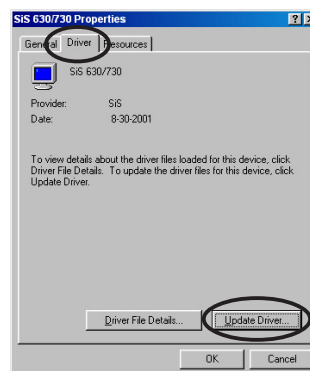 SiS 630/730 Properties
General Driver Resources
SiS 630/730
Provider: SiS
Date: 8-30-2001
To view details about the driver files loaded for this device, click
Driver File Details. To update the driver files for this device, click
Update Driver.
Driver File Details... Update Driver...
OK Cancel